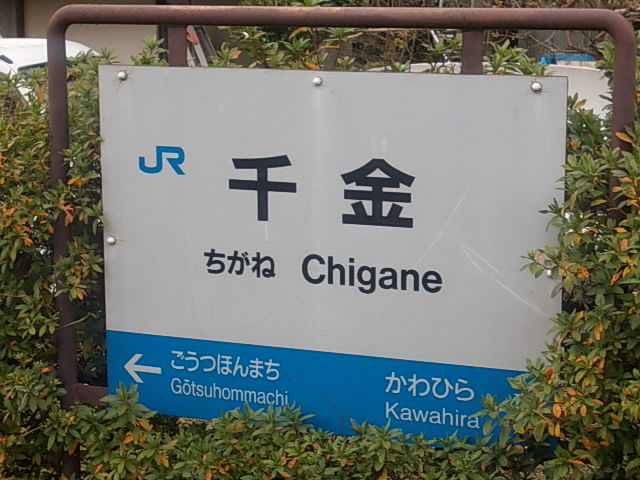 JR
千金
ちがね Chigane
← ごうつほんまち かわひら
Gōtsuhommachi Kawahira